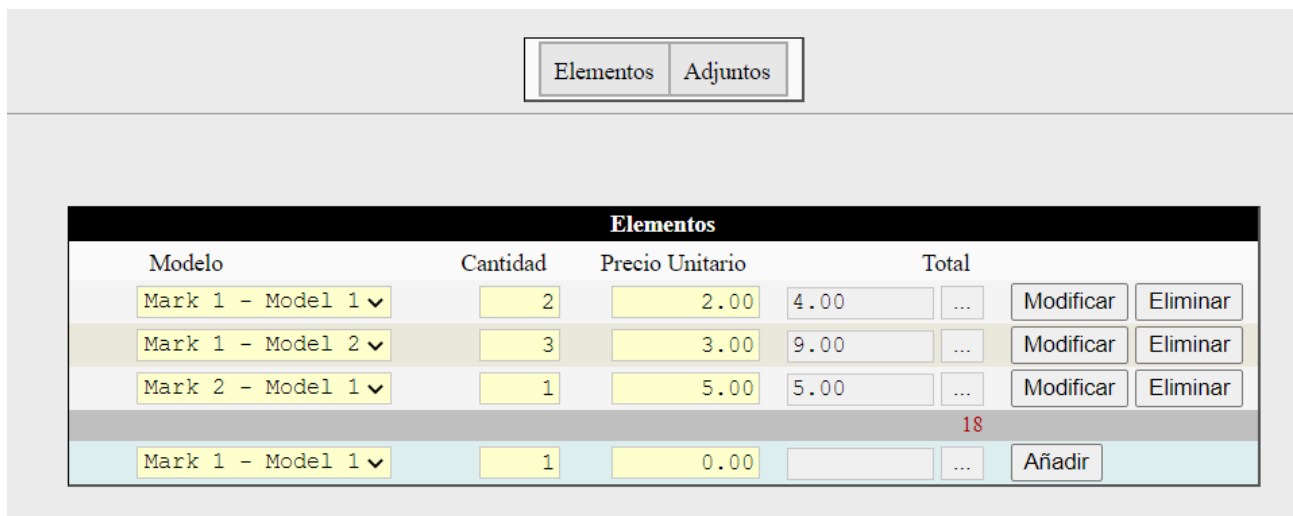 Elementos Adjuntos
Elementos
Modelo Cantidad Precio Unitario Total
Mark 1 - Model 1 2 2.00 4.00 ... Modificar Eliminar
Mark 1 - Model 2 3 3.00 9.00 ... Modificar Eliminar
Mark 2 - Model 1 1 5.00 5.00 ... Modificar Eliminar
18
Mark 1 - Model 1 1 0.00 ... Añadir